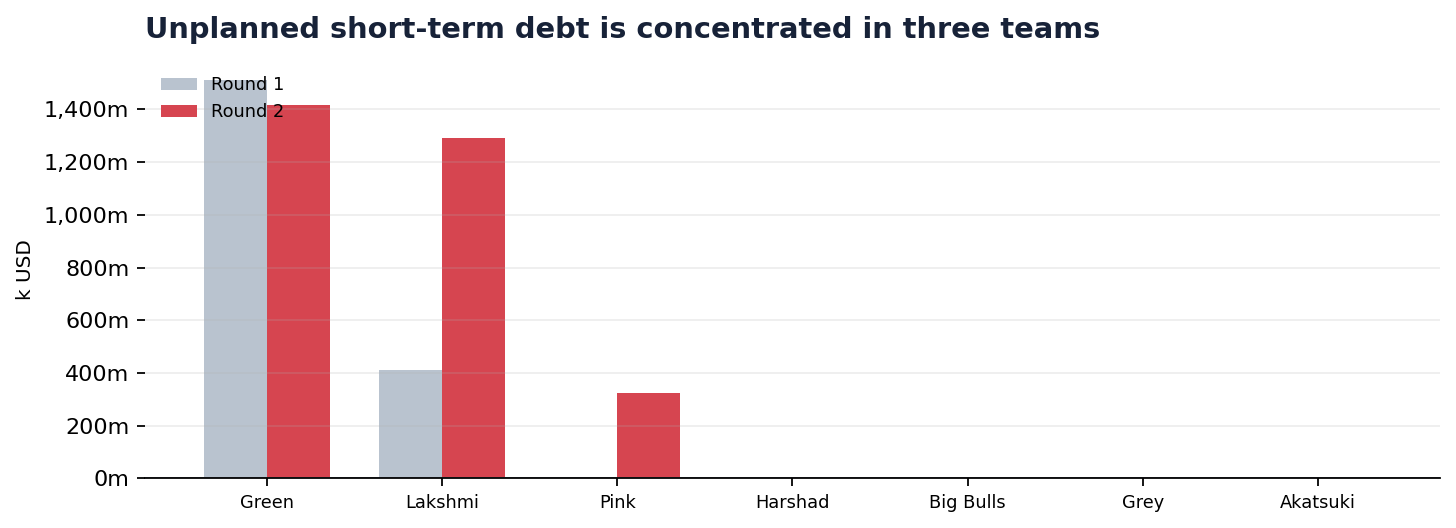 Unplanned short-term debt is concentrated in three teams
Round 1
Round 2
1,400m
1,200m
1,000m
800m
600m
400m
200m
0m
k USD
Green
Lakshmi
Pink
Harshad
Big Bulls
Grey
Akatsuki